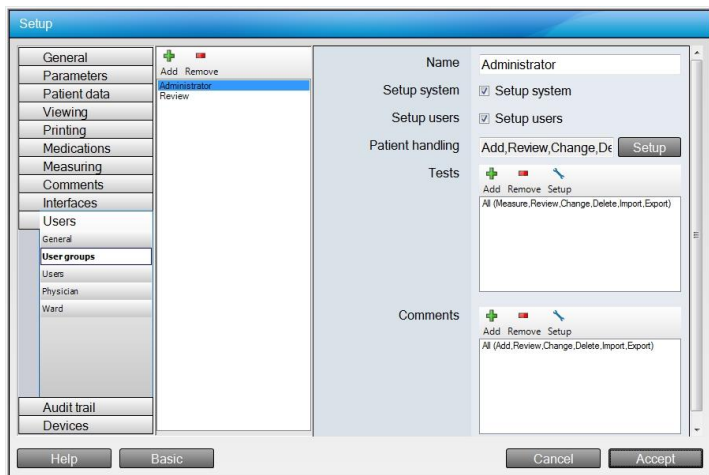 Setup
General
Parameters
Patient data
Viewing
Printing
Medications
Measuring
Comments
Interfaces
Users
General
User groups
Users
Physician
Ward
Audit trail
Devices
Add Remove
Administrator
Review
Name Administrator
Setup system Setup system
Setup users Setup users
Patient handling Add,Review,Change,De Setup
Tests
Add Remove Setup
All (Measure,Review,Change,Delete,Import,Export)
Comments
Add Remove Setup
All (Add,Review,Change,Delete,Import,Export)
Help Basic Cancel Accept